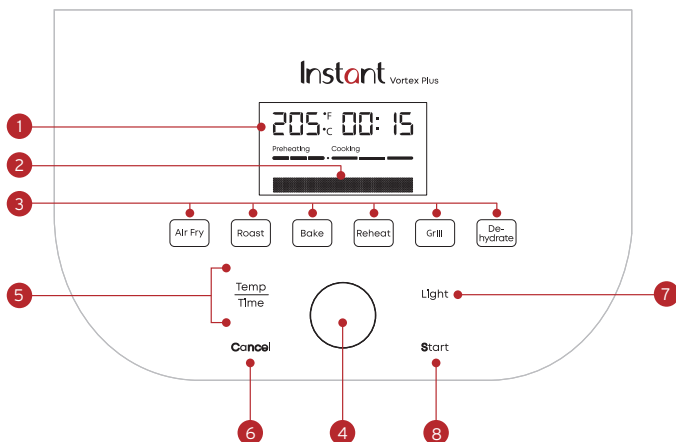 Instant Vortex Plus
1
205 °F °C 00:15
Preheating Cooking
2
3
Air Fry Roast Bake Reheat Grill De-
hydrate
5
Temp
Time
Light
7
Cancel
Start
6
4
8